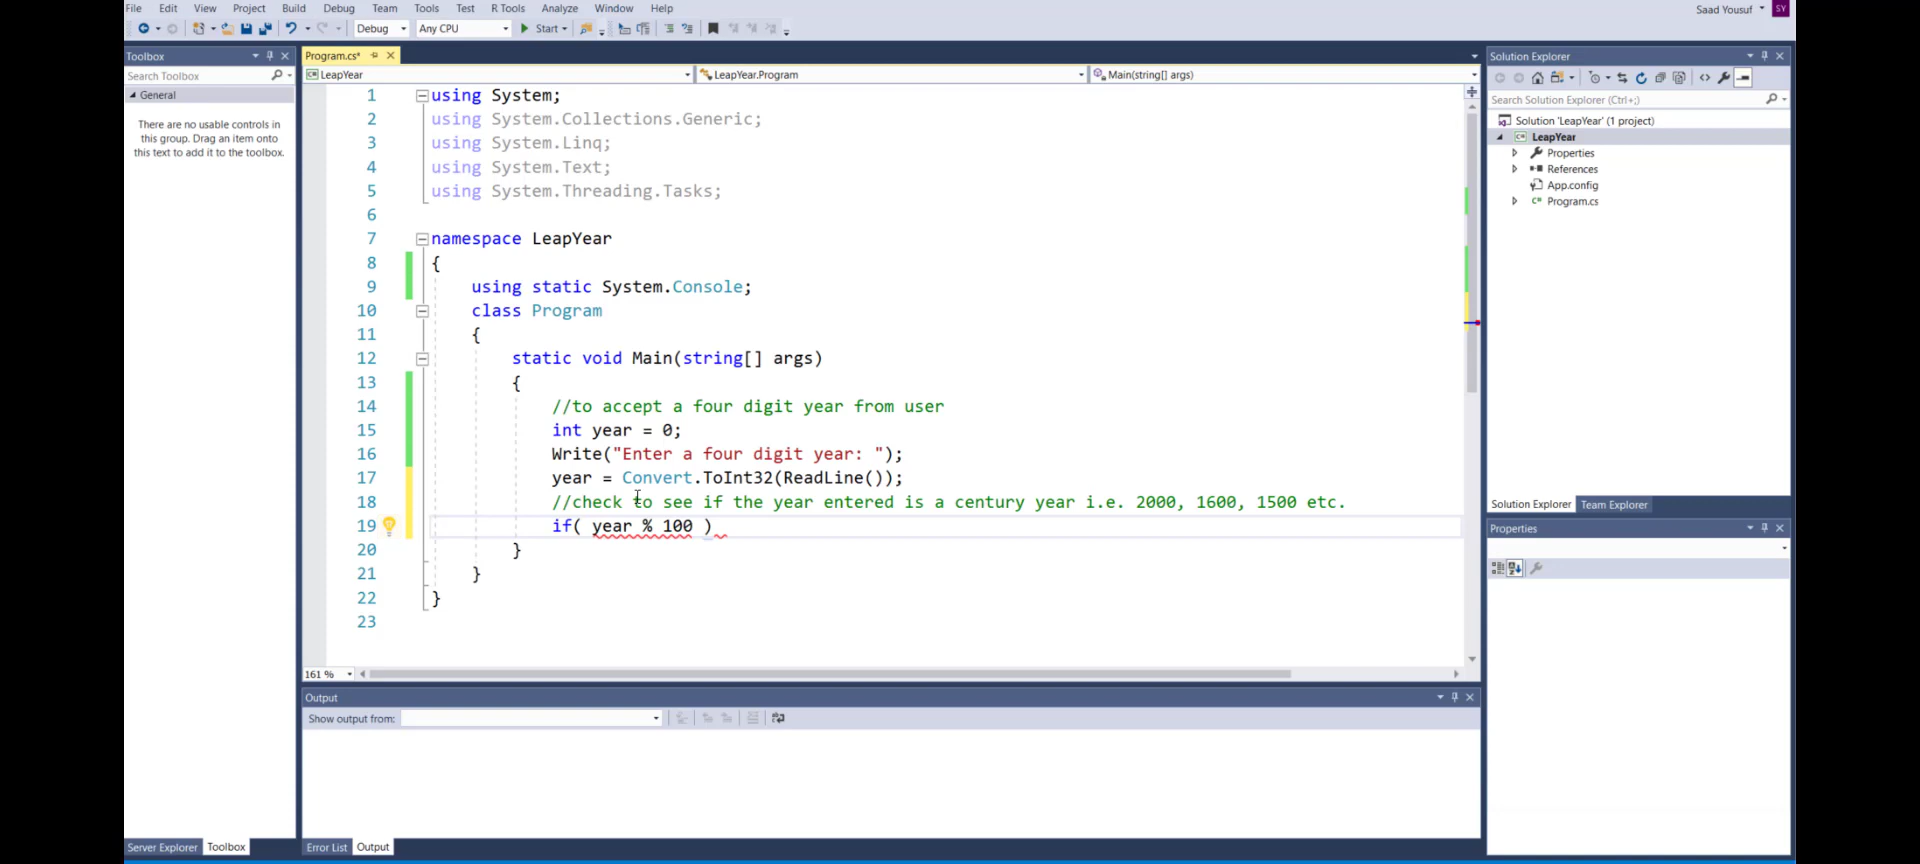 File Edit View Project Build Debug Team Tools Test R Tools Analyze Window Help
Saad Yousuf SY
Debug Any CPU Start
Toolbox
Search Toolbox
General
There are no usable controls in
this group. Drag an item onto
this text to add it to the toolbox.
Program.cs*
LeapYear LeapYear.Program Main(string[] args)
1 using System;
2 using System.Collections.Generic;
3 using System.Linq;
4 using System.Text;
5 using System.Threading.Tasks;
6
7 namespace LeapYear
8 {
9 using static System.Console;
10 class Program
11 {
12 static void Main(string[] args)
13 {
14 //to accept a four digit year from user
15 int year = 0;
16 Write("Enter a four digit year: ");
17 year = Convert.ToInt32(ReadLine());
18 //check to see if the year entered is a century year i.e. 2000, 1600, 1500 etc.
19 if( year % 100 )
20 }
21 }
22 }
23
161 %
Output
Show output from:
Server Explorer Toolbox
Error List Output
Solution Explorer
Search Solution Explorer (Ctrl+;)
Solution 'LeapYear' (1 project)
LeapYear
Properties
References
App.config
Program.cs
Solution Explorer Team Explorer
Properties